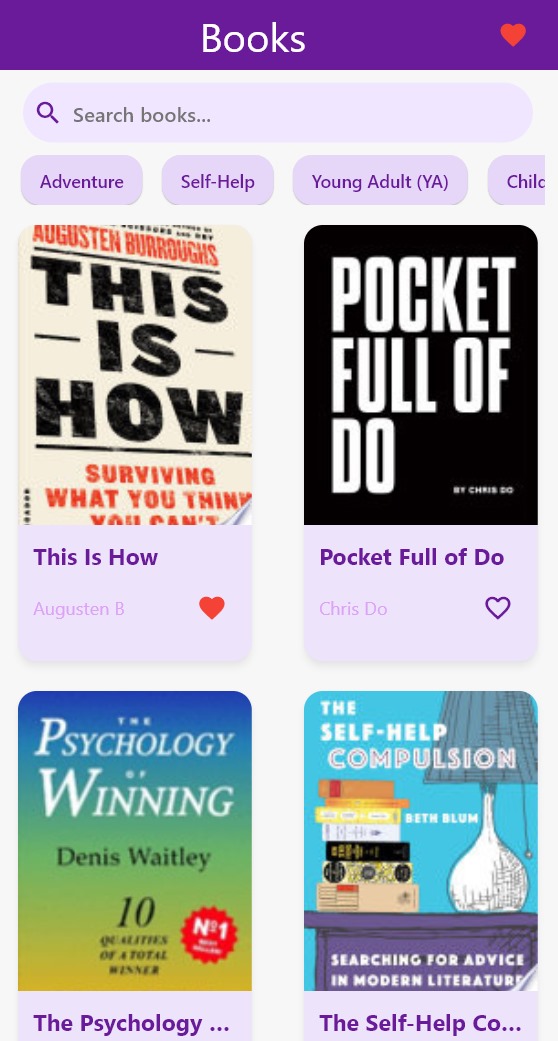 Books
Search books...
Adventure
Self-Help
Young Adult (YA)
Child
AUGUSTEN BURROUGHS
THIS
IS
HOW
SURVIVING
WHAT YOU THINK
YOU CAN'T
This Is How
Augusten B
POCKET
FULL OF
DO
BY CHRIS DO
Pocket Full of Do
Chris Do
THE
PSYCHOLOGY
OF
WINNING
Denis Waitley
10
QUALITIES
OF A TOTAL
WINNER
Nº1
BEST
SELLER!
The Psychology ...
THE
SELF-HELP
COMPULSION
BETH BLUM
SEARCHING FOR ADVICE
IN MODERN LITERATURE
The Self-Help Co...